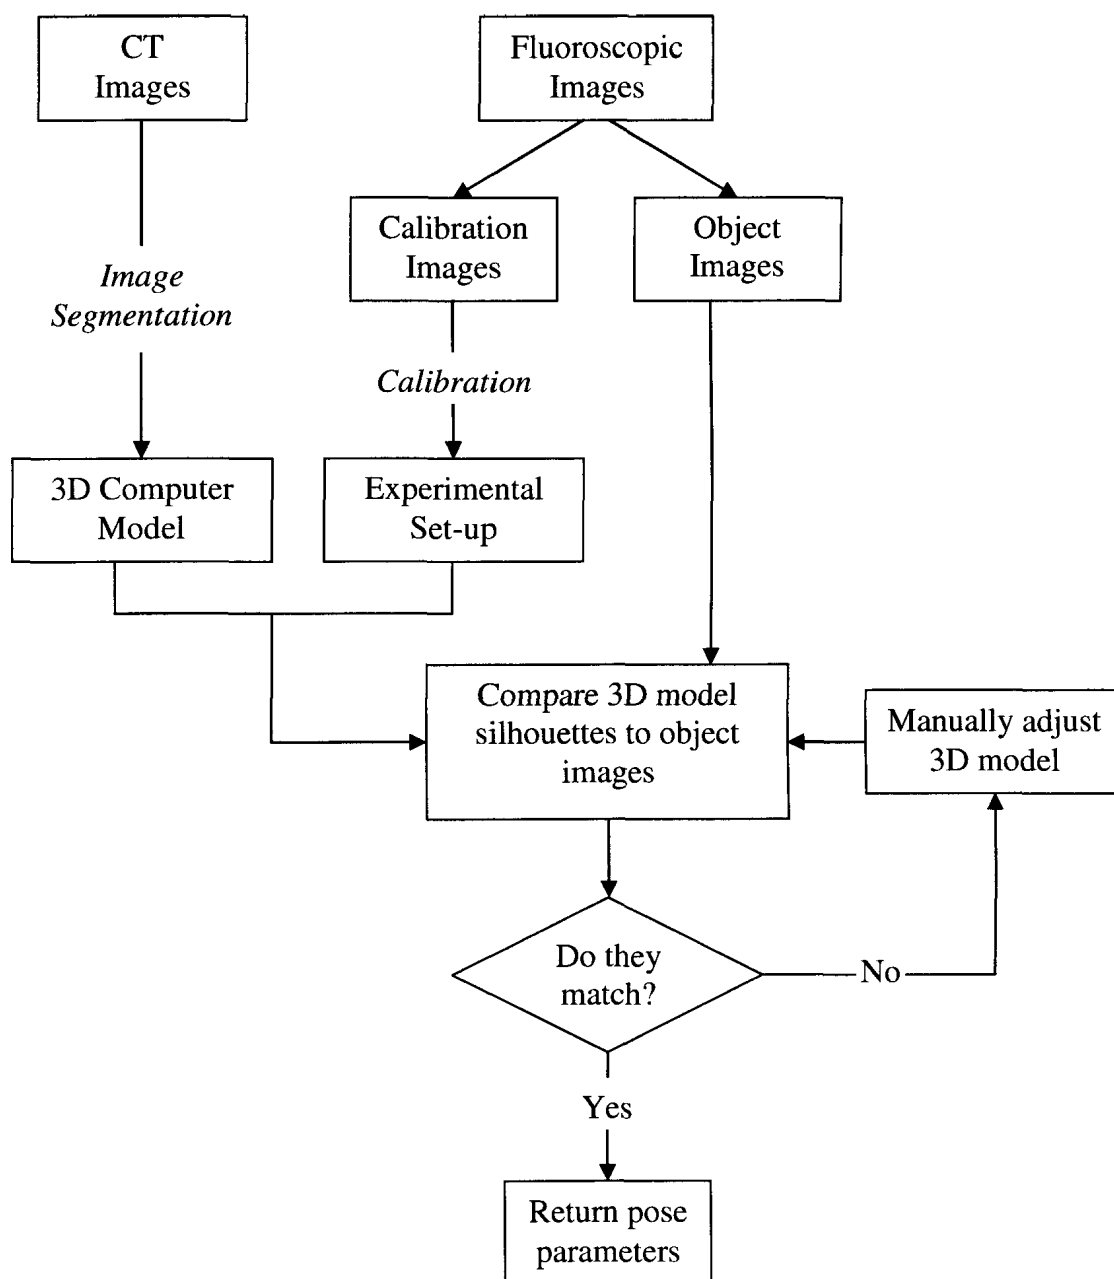 CT
Images
Fluoroscopic
Images
Calibration
Images
Object
Images
Image
Segmentation
Calibration
3D Computer
Model
Experimental
Set-up
Compare 3D model
silhouettes to object
images
Manually adjust
3D model
Do they
match?
No
Yes
Return pose
parameters